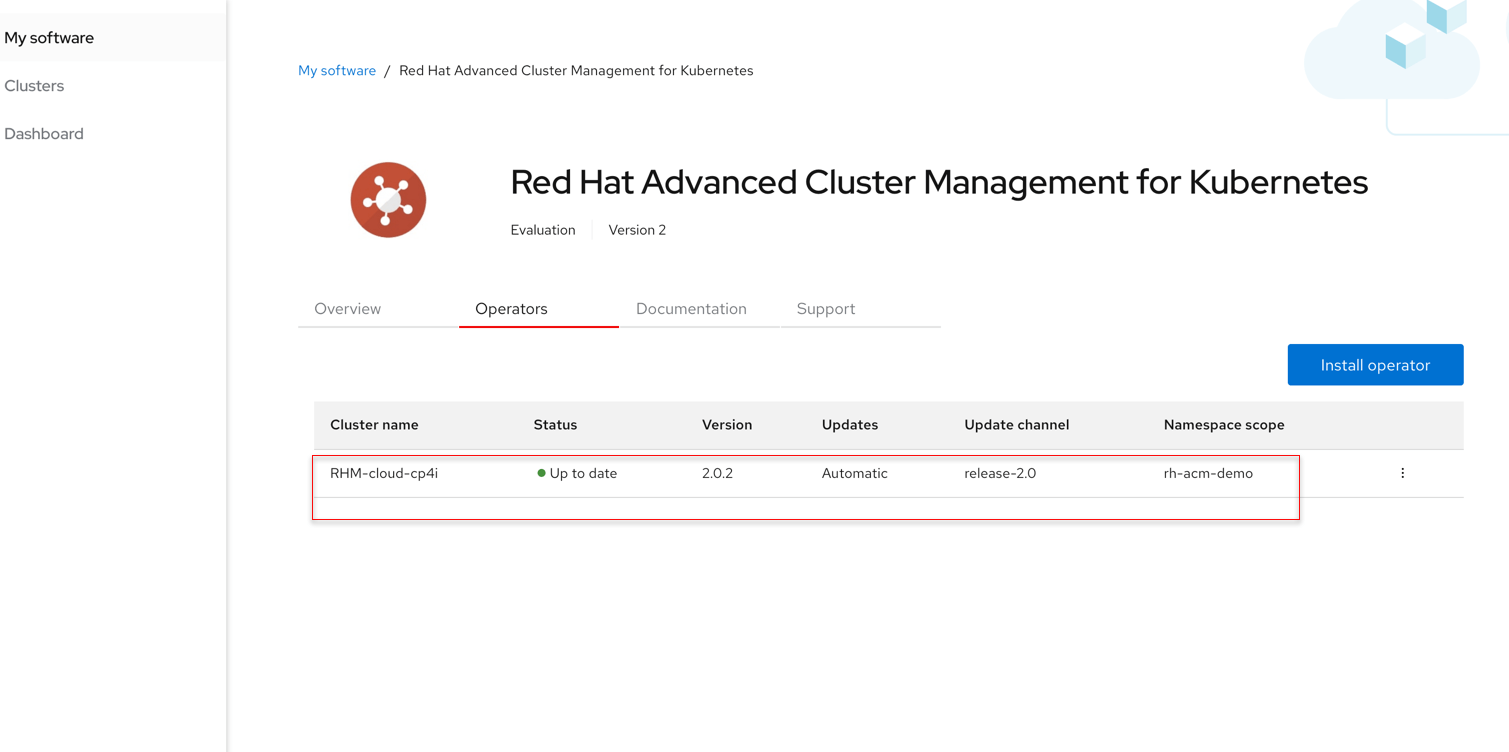 My software
Clusters
Dashboard
My software / Red Hat Advanced Cluster Management for Kubernetes
Red Hat Advanced Cluster Management for Kubernetes
Evaluation Version 2
Overview Operators Documentation Support
Install operator
Cluster name Status Version Updates Update channel Namespace scope
RHM-cloud-cp4i Up to date 2.0.2 Automatic release-2.0 rh-acm-demo